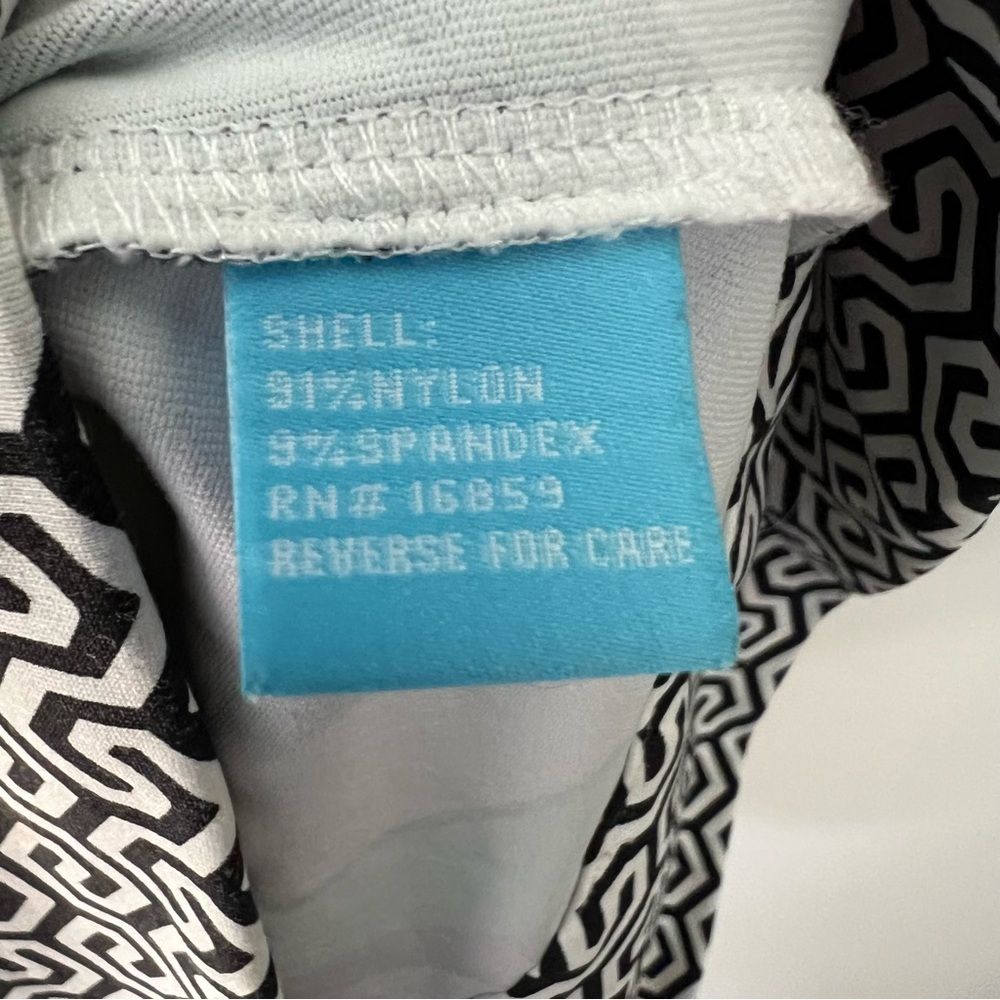 SHELL:
91%NYLON
9%SPANDEX
RN# 16859
REVERSE FOR CARE